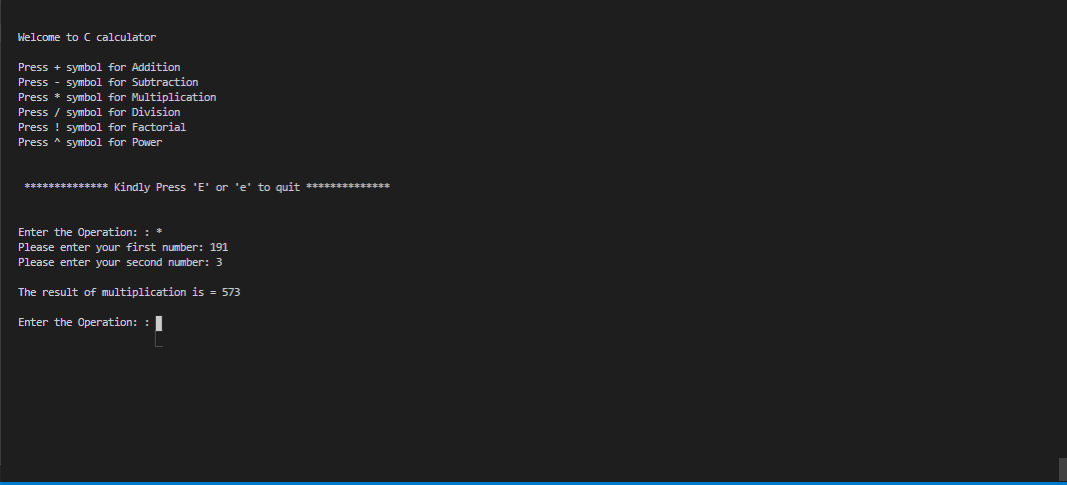 Welcome to C calculator
Press + symbol for Addition
Press - symbol for Subtraction
Press * symbol for Multiplication
Press / symbol for Division
Press ! symbol for Factorial
Press ^ symbol for Power
************** Kindly Press 'E' or 'e' to quit **************
Enter the Operation: : *
Please enter your first number: 191
Please enter your second number: 3
The result of multiplication is = 573
Enter the Operation: :